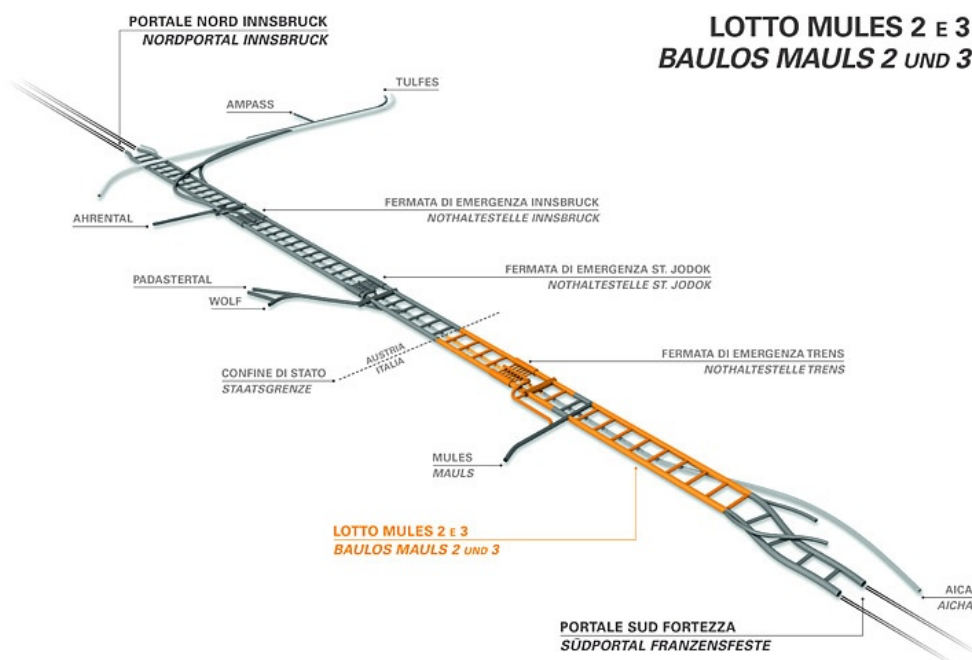 PORTALE NORD INNSBRUCK
NORDPORTAL INNSBRUCK
LOTTO MULES 2 E 3
BAULOS MAULS 2 UND 3
TULFES
AMPASS
AHRENTAL
FERMATA DI EMERGENZA INNSBRUCK
NOTHALTESTELLE INNSBRUCK
PADASTERTAL
WOLF
FERMATA DI EMERGENZA ST. JODOK
NOTHALTESTELLE ST. JODOK
AUSTRIA
ITALIA
CONFINE DI STATO
STAATSGRENZE
FERMATA DI EMERGENZA TRENS
NOTHALTESTELLE TRENS
MULES
MAULS
LOTTO MULES 2 E 3
BAULOS MAULS 2 UND 3
AICA
AICHA
PORTALE SUD FORTEZZA
SÜDPORTAL FRANZENSFESTE